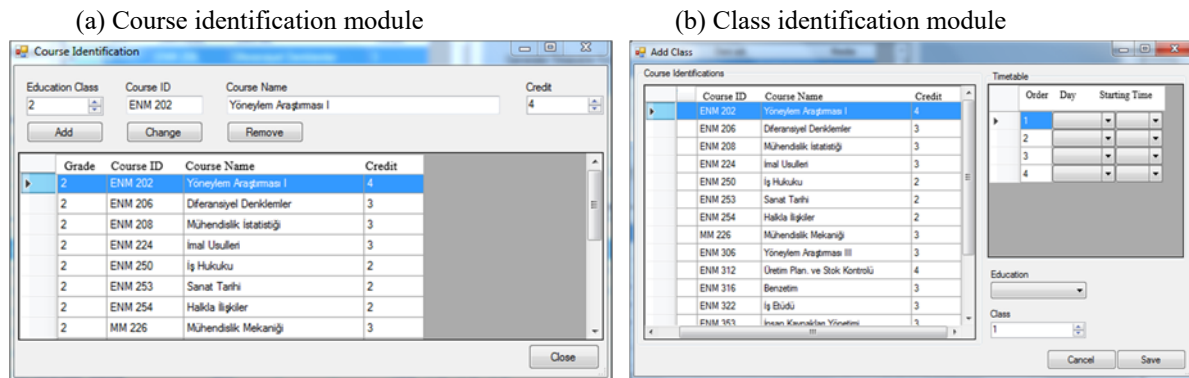 (a) Course identification module
(b) Class identification module
Course Identification
Education Class Course ID Course Name Credit
2 ENM 202 Yöneylem Araştırması I 4
Add Change Remove
Grade Course ID Course Name Credit
2 ENM 202 Yöneylem Araştırması I 4
2 ENM 206 Diferansiyel Denklemler 3
2 ENM 208 Mühendislik İstatistiği 3
2 ENM 224 İmal Usulleri 3
2 ENM 250 İş Hukuku 2
2 ENM 253 Sanat Tarihi 2
2 ENM 254 Halkla İlişkiler 2
2 MM 226 Mühendislik Mekaniği 3
Close
Add Class
Course Identifications
Course ID Course Name Credit
ENM 202 Yöneylem Araştırması I 4
ENM 206 Diferansiyel Denklemler 3
ENM 208 Mühendislik İstatistiği 3
ENM 224 İmal Usulleri 3
ENM 250 İş Hukuku 2
ENM 253 Sanat Tarihi 2
ENM 254 Halkla İlişkiler 2
MM 226 Mühendislik Mekaniği 3
ENM 306 Yöneylem Araştırması III 3
ENM 312 Üretim Plan. ve Stok Kontrolü 4
ENM 316 Benzetim 3
ENM 322 İş Etüdü 3
ENM 353 İnsan Kaynakları Yönetimi 3
Timetable
Order Day Starting Time
1
2
3
4
Education
Class
1
Cancel Save